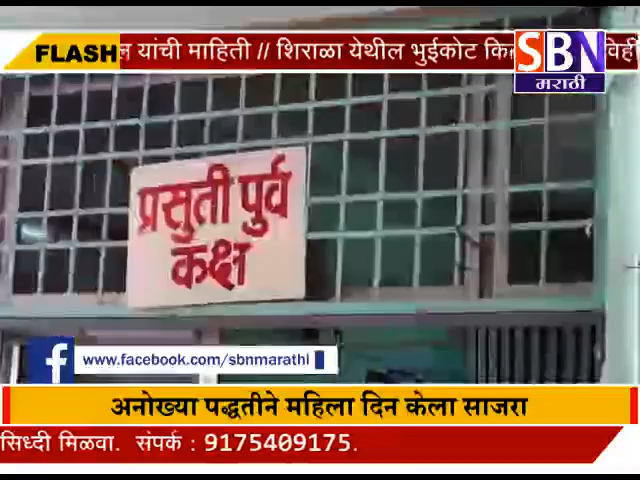 FLASH
यांची माहिती // शिराळा येथील भुईकोट
SBN
मराठी
प्रसुती पुर्व
कक्ष
www.facebook.com/sbnmarathi
अनोख्या पद्धतीने महिला दिन केला साजरा
सिध्दी मिळवा. संपर्क : 9175409175.